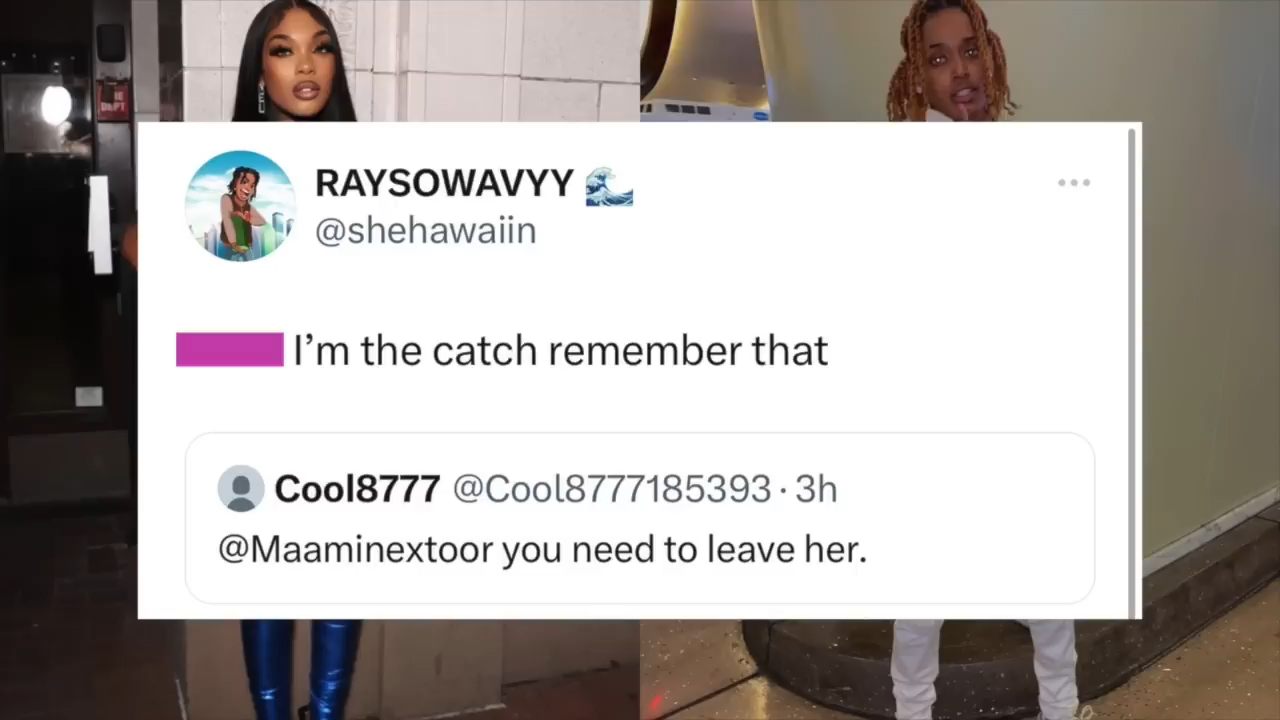 RAYSOWAVYY 🌊
@shehawaiin
I’m the catch remember that
Cool8777 @Cool8777185393 · 3h
@Maaminextoor you need to leave her.